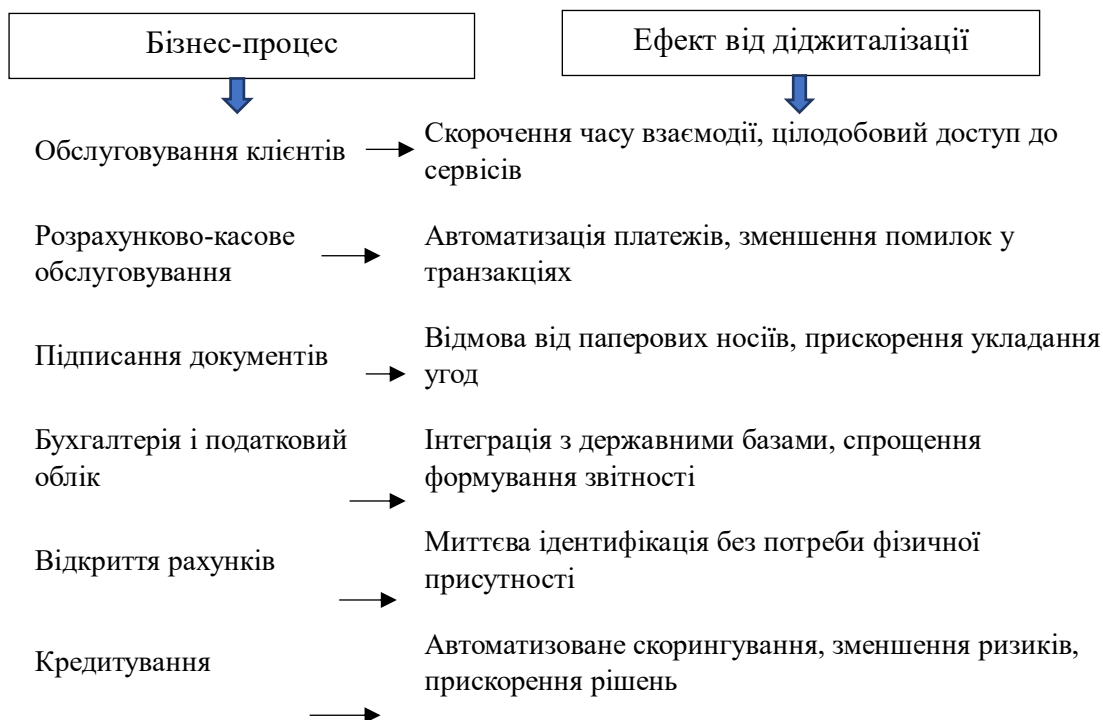 Бізнес-процес
Ефект від діджиталізації
Обслуговування клієнтів
Скорочення часу взаємодії, цілодобовий доступ до
сервісів
Розрахунково-касове
обслуговування
Автоматизація платежів, зменшення помилок у
транзакціях
Підписання документів
Відмова від паперових носіїв, прискорення укладання
угод
Бухгалтерія і податковий
облік
Інтеграція з державними базами, спрощення
формування звітності
Відкриття рахунків
Миттєва ідентифікація без потреби фізичної
присутності
Кредитування
Автоматизоване скорингування, зменшення ризиків,
прискорення рішень